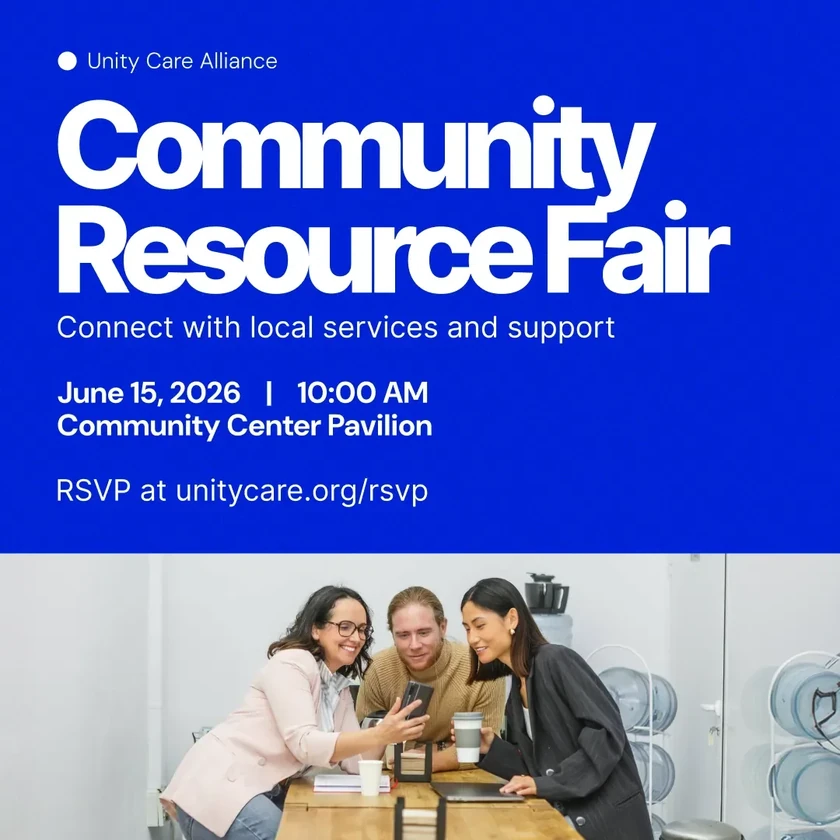 Unity Care Alliance
Community
Resource Fair
Connect with local services and support
June 15, 2026 | 10:00 AM
Community Center Pavilion
RSVP at unitycare.org/rsvp